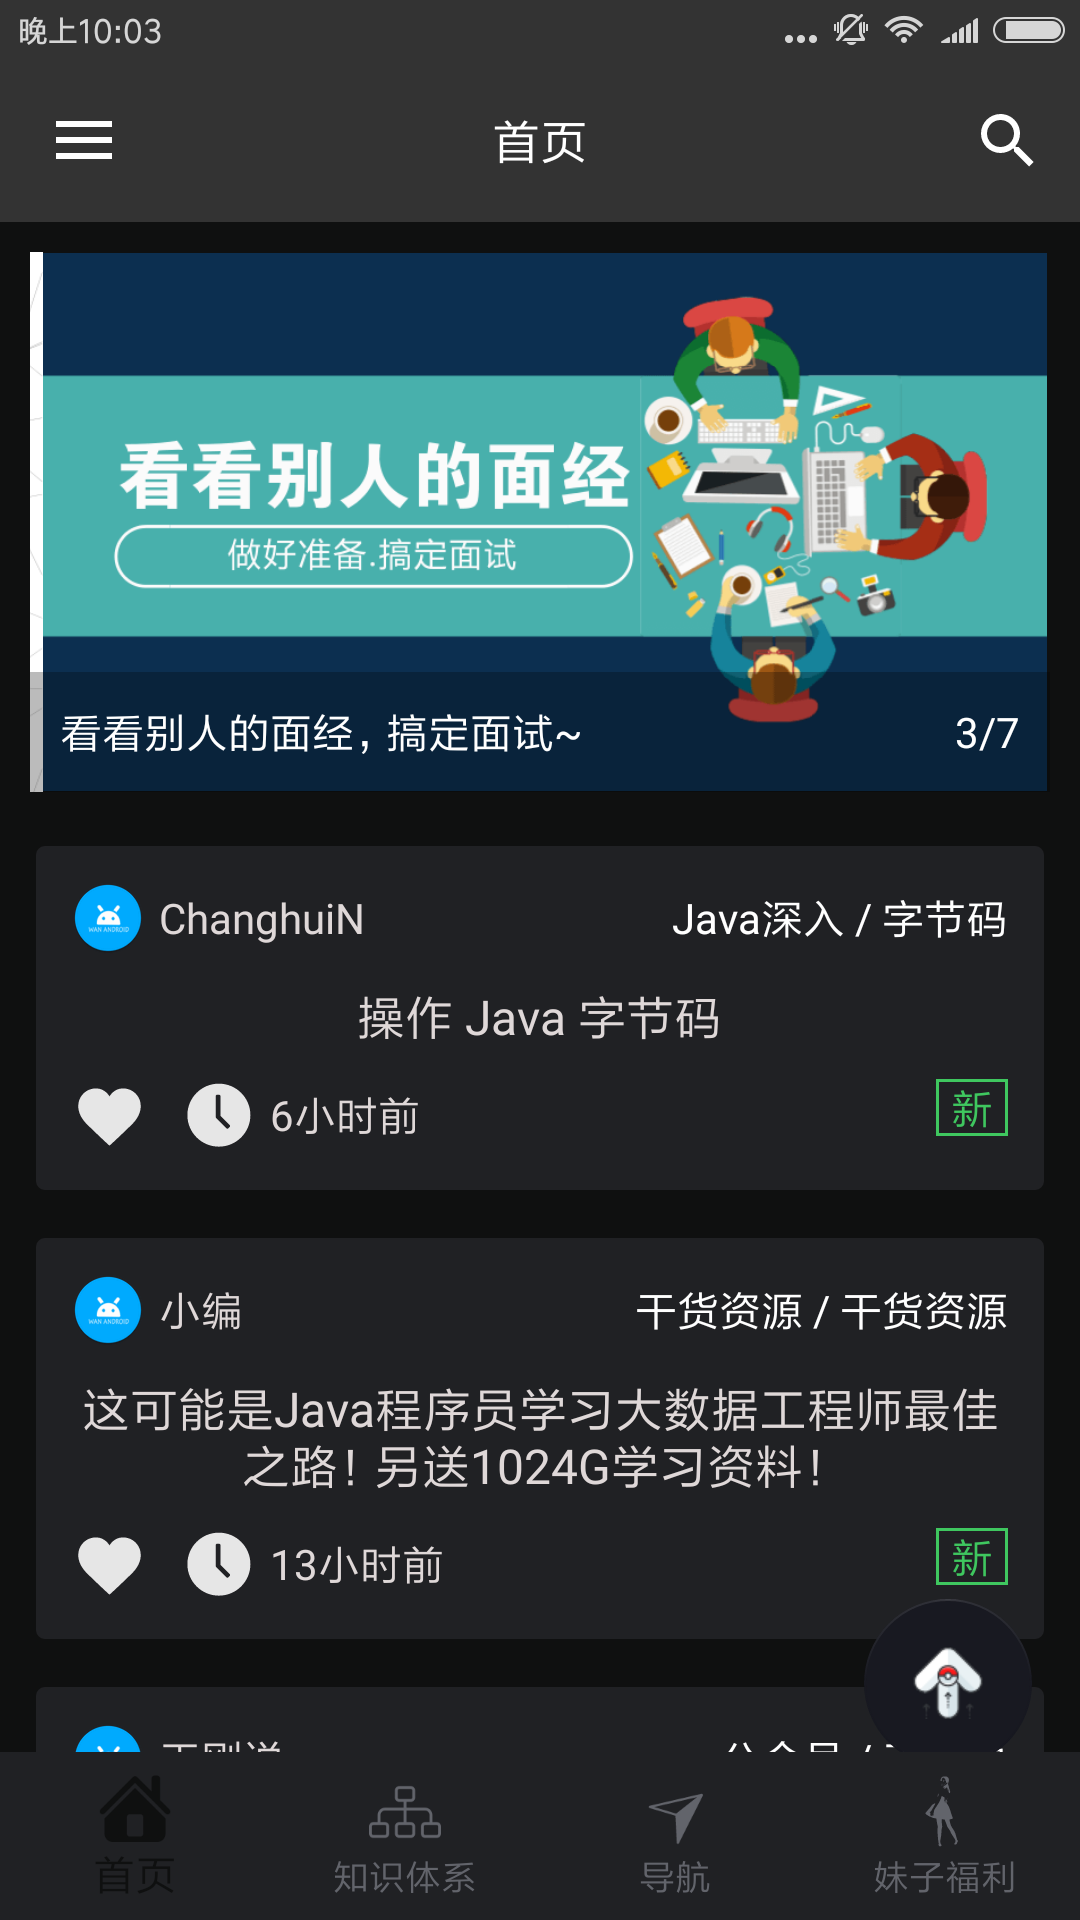 晚上10:03
首页
看看别人的面经
做好准备.搞定面试
看看别人的面经，搞定面试~ 3/7
ChanghuiN Java深入 / 字节码
操作 Java 字节码
6小时前 新
小编 干货资源 / 干货资源
这可能是Java程序员学习大数据工程师最佳
之路！另送1024G学习资料！
13小时前 新
首页 知识体系 导航 妹子福利